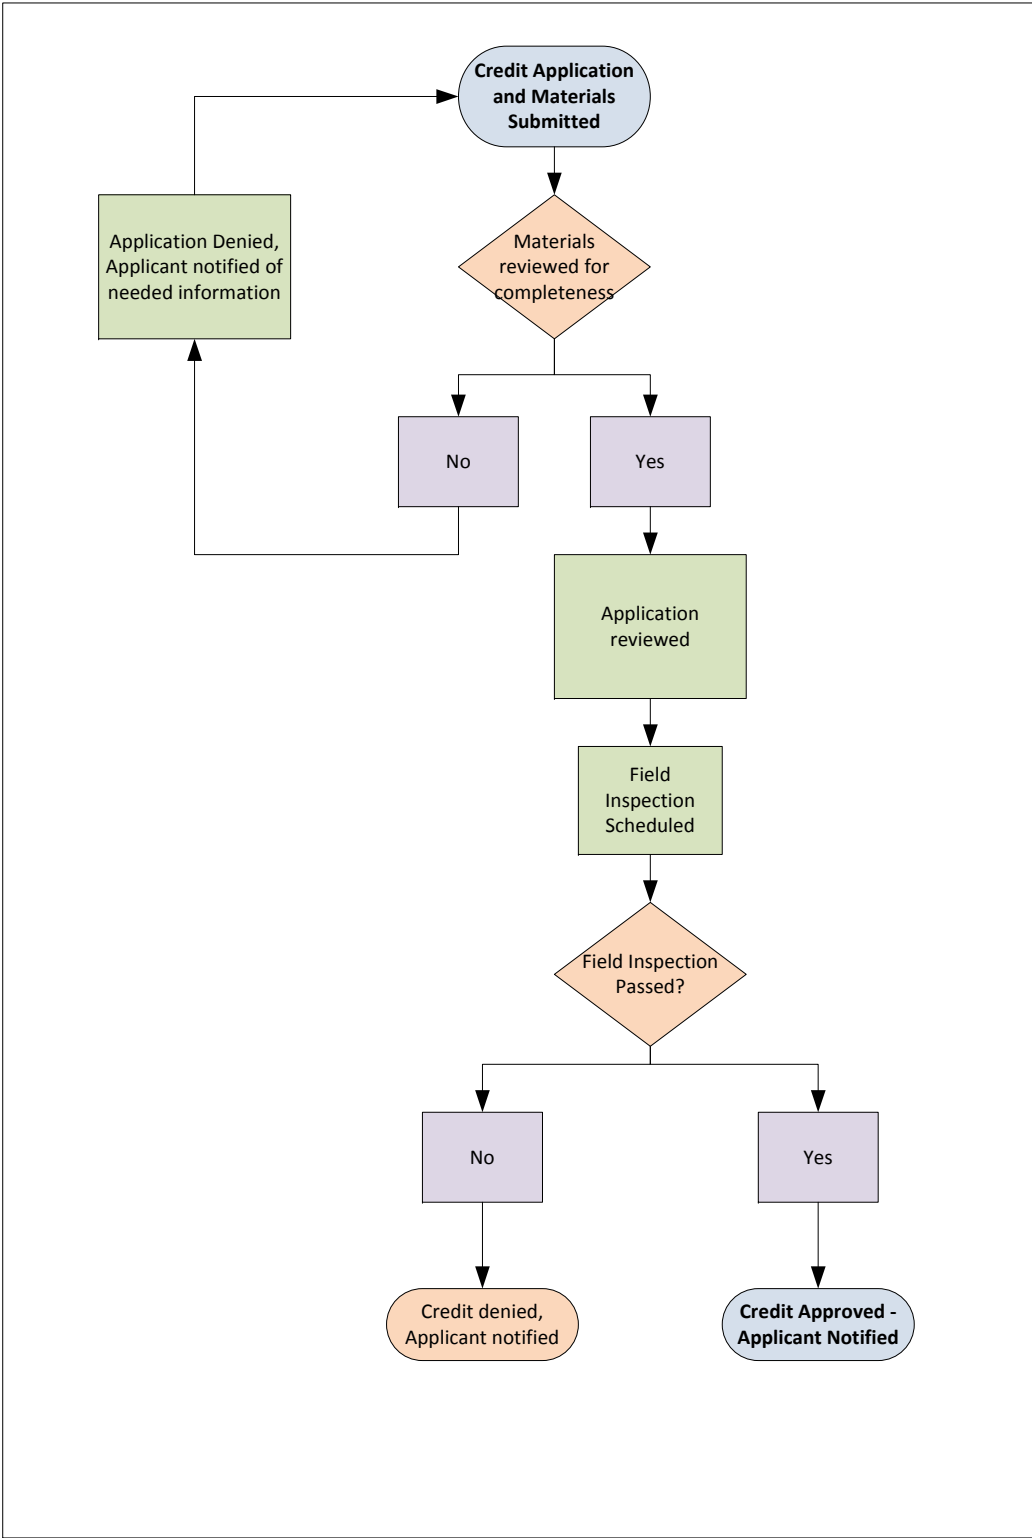 Credit Application
and Materials
Submitted
Application Denied,
Applicant notified of
needed information
Materials
reviewed for
completeness
No
Yes
Application
reviewed
Field
Inspection
Scheduled
Field Inspection
Passed?
No
Yes
Credit denied,
Applicant notified
Credit Approved -
Applicant Notified